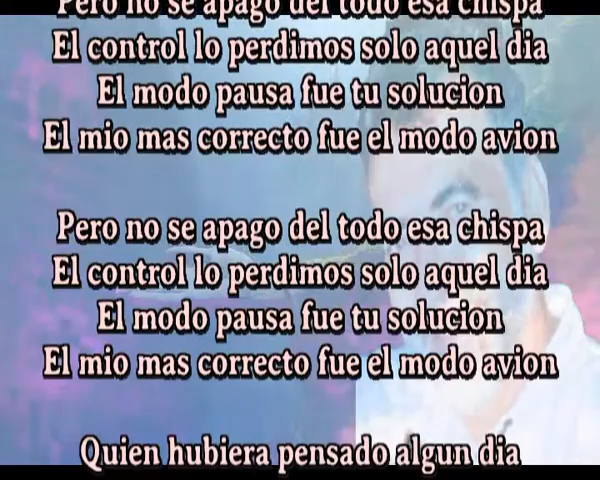 Pero no se apago del todo esa chispa
El control lo perdimos solo aquel dia
El modo pausa fue tu solucion
El mio mas correcto fue el modo avion
Pero no se apago del todo esa chispa
El control lo perdimos solo aquel dia
El modo pausa fue tu solucion
El mio mas correcto fue el modo avion
Quien hubiera pensado algun dia